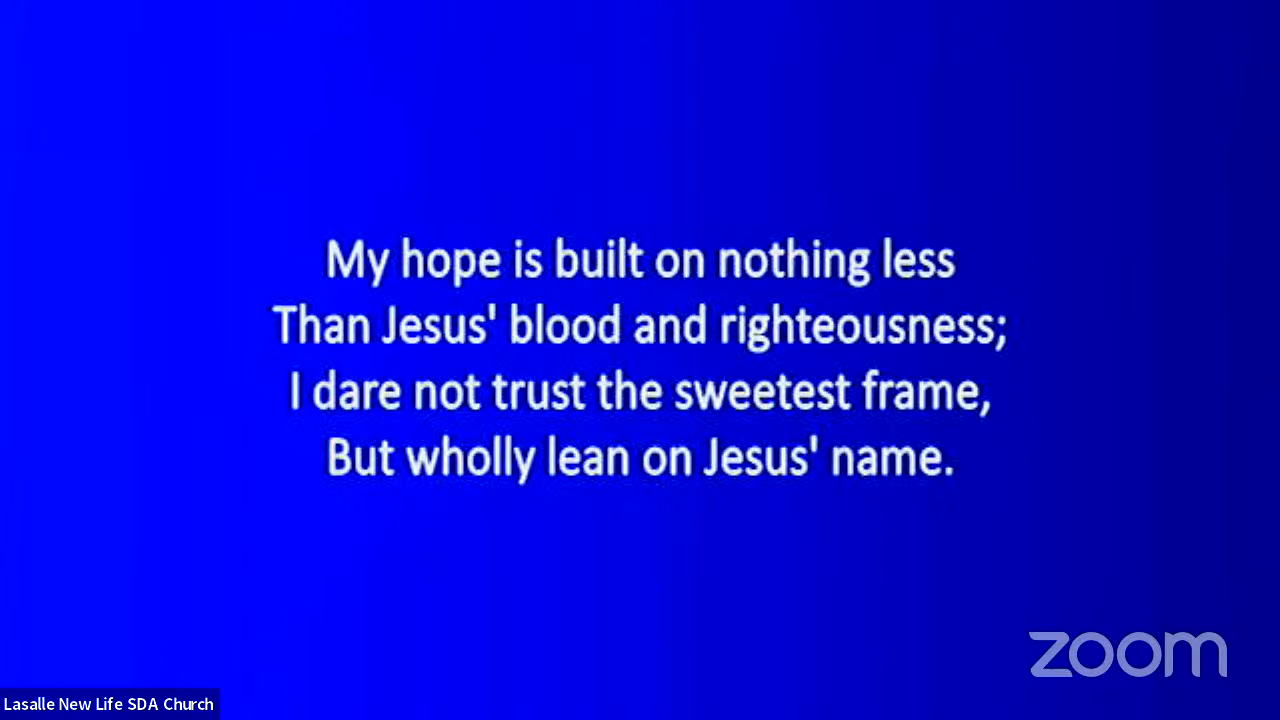 My hope is built on nothing less
Than Jesus' blood and righteousness;
I dare not trust the sweetest frame,
But wholly lean on Jesus' name.
zoom
Lasalle New Life SDA Church